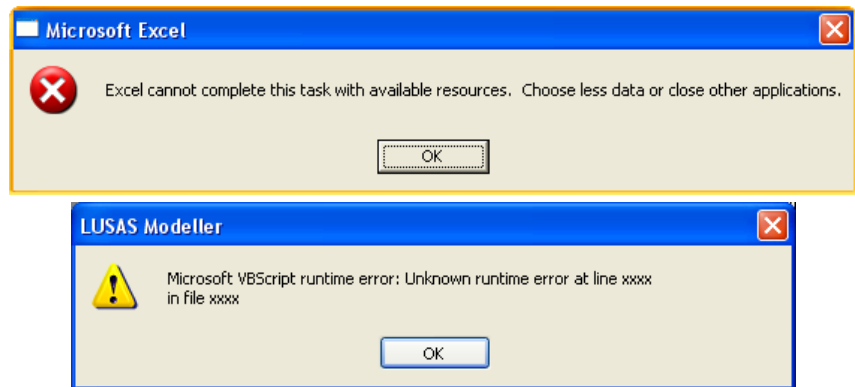 Microsoft Excel
Excel cannot complete this task with available resources.  Choose less data or close other applications.
OK
LUSAS Modeller
Microsoft VBScript runtime error: Unknown runtime error at line xxxx
in file xxxx
OK